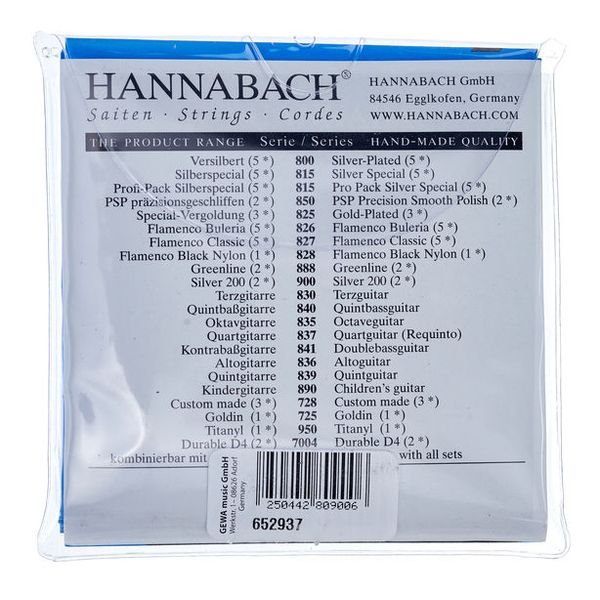 HANNABACH®
Saiten · Strings · Cordes
HANNABACH GmbH
84546 Egglkofen, Germany
WWW.HANNABACH.COM
THE PRODUCT RANGE Serie / Series HAND-MADE QUALITY
Versilbert (5 *) 800 Silver-Plated (5 *)
Silberspecial (5 *) 815 Silver Special (5 *)
Profi-Pack Silberspecial (5 *) 815 Pro Pack Silver Special (5 *)
PSP präzisionsgeschliffen (2 *) 850 PSP Precision Smooth Polish (2 *)
Special-Vergoldung (3 *) 825 Gold-Plated (3 *)
Flamenco Buleria (5 *) 826 Flamenco Buleria (5 *)
Flamenco Classic (5 *) 827 Flamenco Classic (5 *)
Flamenco Black Nylon (1 *) 828 Flamenco Black Nylon (1 *)
Greenline (2 *) 888 Greenline (2 *)
Silver 200 (2 *) 900 Silver 200 (2 *)
Terzgitarre 830 Terzguitar
Quintbaßgitarre 840 Quintbassguitar
Oktavgitarre 835 Octaveguitar
Quartgitarre 837 Quartguitar (Requinto)
Kontrabaßgitarre 841 Doublebassguitar
Altogitarre 836 Altoguitar
Quintgitarre 839 Quintguitar
Kindergitarre 890 Children's guitar
Custom made (3 *) 728 Custom made (3 *)
Goldin (1 *) 725 Goldin (1 *)
Titanyl (1 *) 950 Titanyl (1 *)
Durable D4 (2 *) 7004 Durable D4 (2 *)
kombinierbar mit with all sets
GEWA music GmbH
Werkstr. 1 – 08626 Adorf
Germany
250442 809006
652937